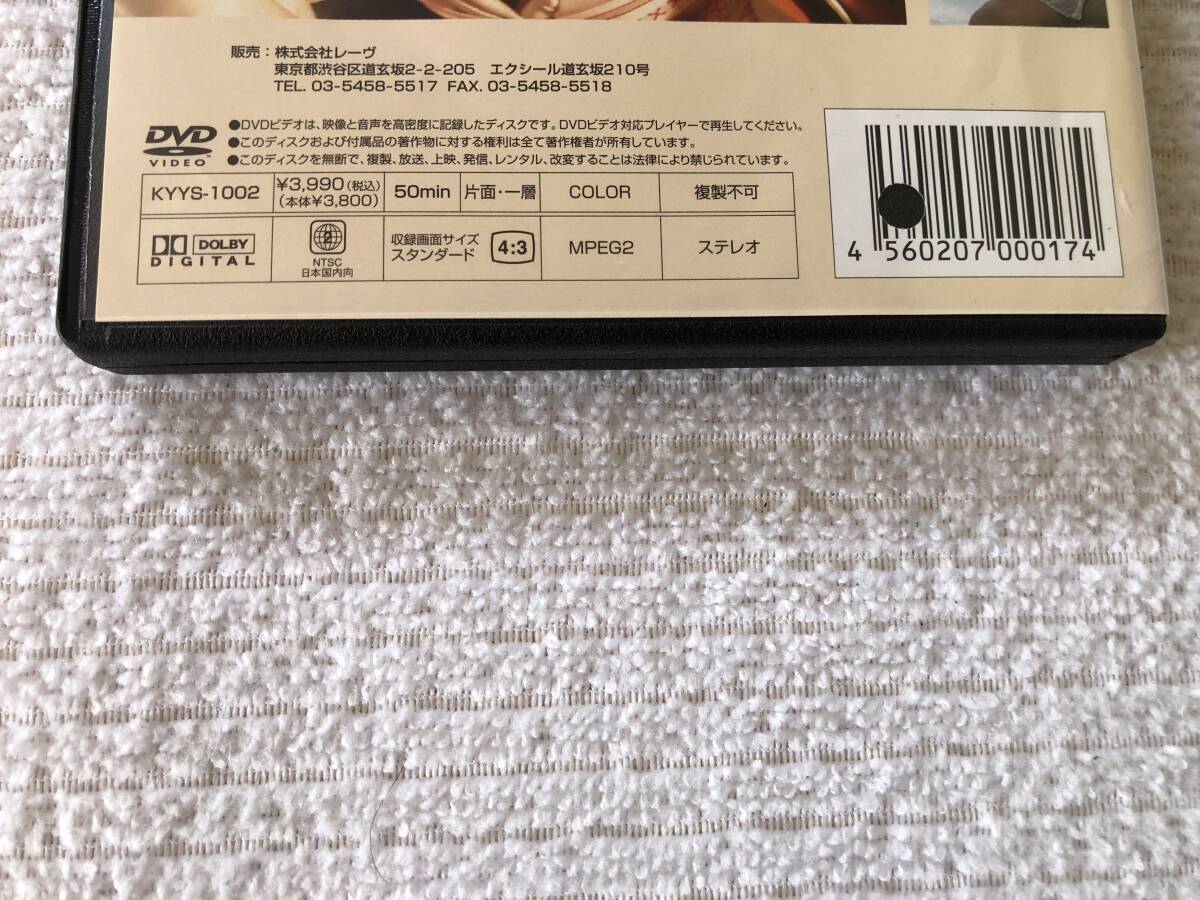 販売：株式会社レーヴ
東京都渋谷区道玄坂2-2-205 エクシール道玄坂210号
TEL. 03-5458-5517 FAX. 03-5458-5518
DVD
VIDEO
●DVDビデオは、映像と音声を高密度に記録したディスクです。DVDビデオ対応プレイヤーで再生してください。
●このディスクおよび付属品の著作物に対する権利は全て著作権者が所有しています。
●このディスクを無断で、複製、放送、上映、発信、レンタル、改変することは法律により禁じられています。
KYYS-1002 ¥3,990(税込) 50min 片面・一層 COLOR 複製不可
(本体¥3,800)
DOLBY
DIGITAL
2
NTSC
日本国内向
収録画面サイズ
スタンダード
4:3
MPEG2
ステレオ
4 560207 000174